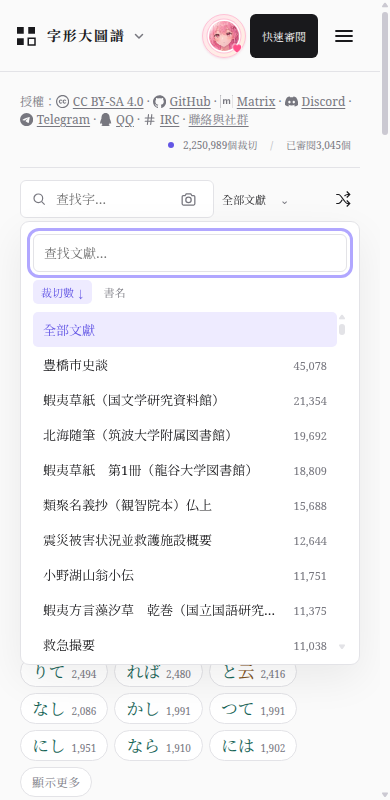 字形大圖譜
快速審閱
授權：CC BY-SA 4.0 · GitHub · Matrix · Discord ·
Telegram · QQ · IRC · 聯絡與社群
2,250,989個裁切 / 已審閱3,045個
查找字... 全部文獻
查找文獻...
裁切數 ↓ 書名
全部文獻
豊橋市史談 45,078
蝦夷草紙（国文学研究資料館） 21,354
北海随筆（筑波大学附属図書館） 19,692
蝦夷草紙　第1冊（龍谷大学図書館） 18,809
類聚名義抄（観智院本）仏上 15,688
震災被害状況並救護施設概要 12,644
小野湖山翁小伝 11,751
蝦夷方言藻汐草　乾巻（国立国語研究... 11,375
救急撮要 11,038
りて 2,494 れば 2,480 と云 2,416
なし 2,086 かし 1,991 つて 1,991
にし 1,951 なら 1,910 には 1,902
顯示更多